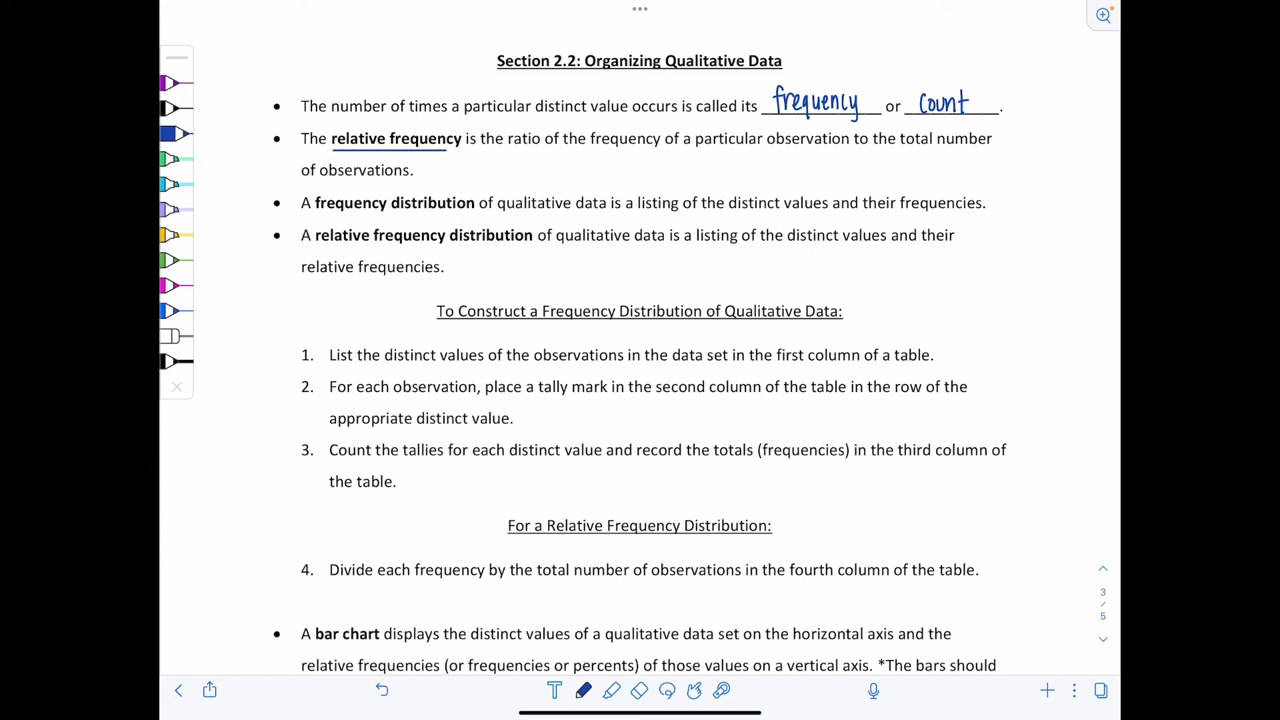 Section 2.2: Organizing Qualitative Data
• The number of times a particular distinct value occurs is called its frequency or count.
• The relative frequency is the ratio of the frequency of a particular observation to the total number
of observations.
• A frequency distribution of qualitative data is a listing of the distinct values and their frequencies.
• A relative frequency distribution of qualitative data is a listing of the distinct values and their
relative frequencies.
To Construct a Frequency Distribution of Qualitative Data:
1. List the distinct values of the observations in the data set in the first column of a table.
2. For each observation, place a tally mark in the second column of the table in the row of the
appropriate distinct value.
3. Count the tallies for each distinct value and record the totals (frequencies) in the third column of
the table.
For a Relative Frequency Distribution:
4. Divide each frequency by the total number of observations in the fourth column of the table.
3
/
5
• A bar chart displays the distinct values of a qualitative data set on the horizontal axis and the
relative frequencies (or frequencies or percents) of those values on a vertical axis. *The bars should